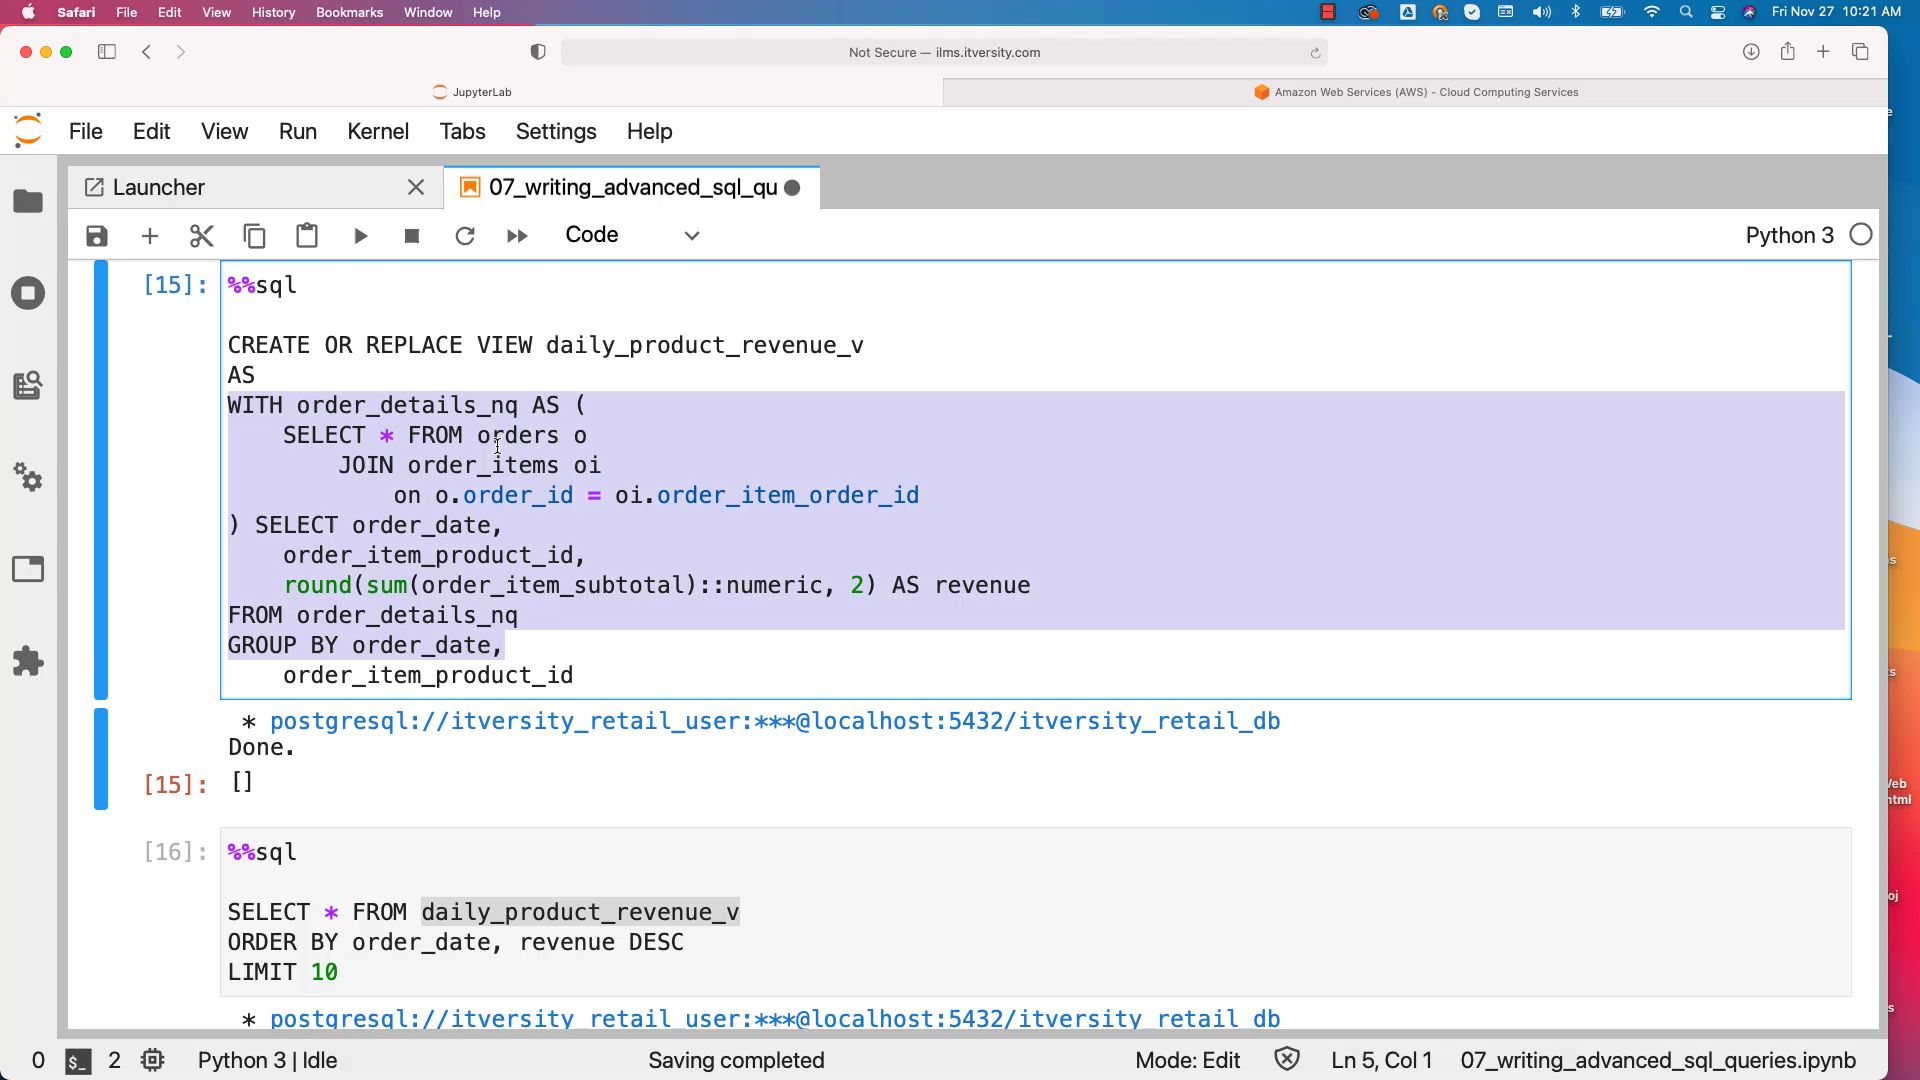 Safari File Edit View History Bookmarks Window Help Fri Nov 27 10:21 AM
Not Secure — ilms.itversity.com
JupyterLab Amazon Web Services (AWS) - Cloud Computing Services
File Edit View Run Kernel Tabs Settings Help
Launcher 07_writing_advanced_sql_qu
Code Python 3
[15]: %%sql
CREATE OR REPLACE VIEW daily_product_revenue_v
AS
WITH order_details_nq AS (
SELECT * FROM orders o
JOIN order_items oi
on o.order_id = oi.order_item_order_id
) SELECT order_date,
order_item_product_id,
round(sum(order_item_subtotal)::numeric, 2) AS revenue
FROM order_details_nq
GROUP BY order_date,
order_item_product_id
* postgresql://itversity_retail_user:***@localhost:5432/itversity_retail_db
Done.
[15]: []
[16]: %%sql
SELECT * FROM daily_product_revenue_v
ORDER BY order_date, revenue DESC
LIMIT 10
* postgresql://itversity_retail_user:***@localhost:5432/itversity_retail_db
0 $_ 2 Python 3 | Idle Saving completed Mode: Edit Ln 5, Col 1 07_writing_advanced_sql_queries.ipynb